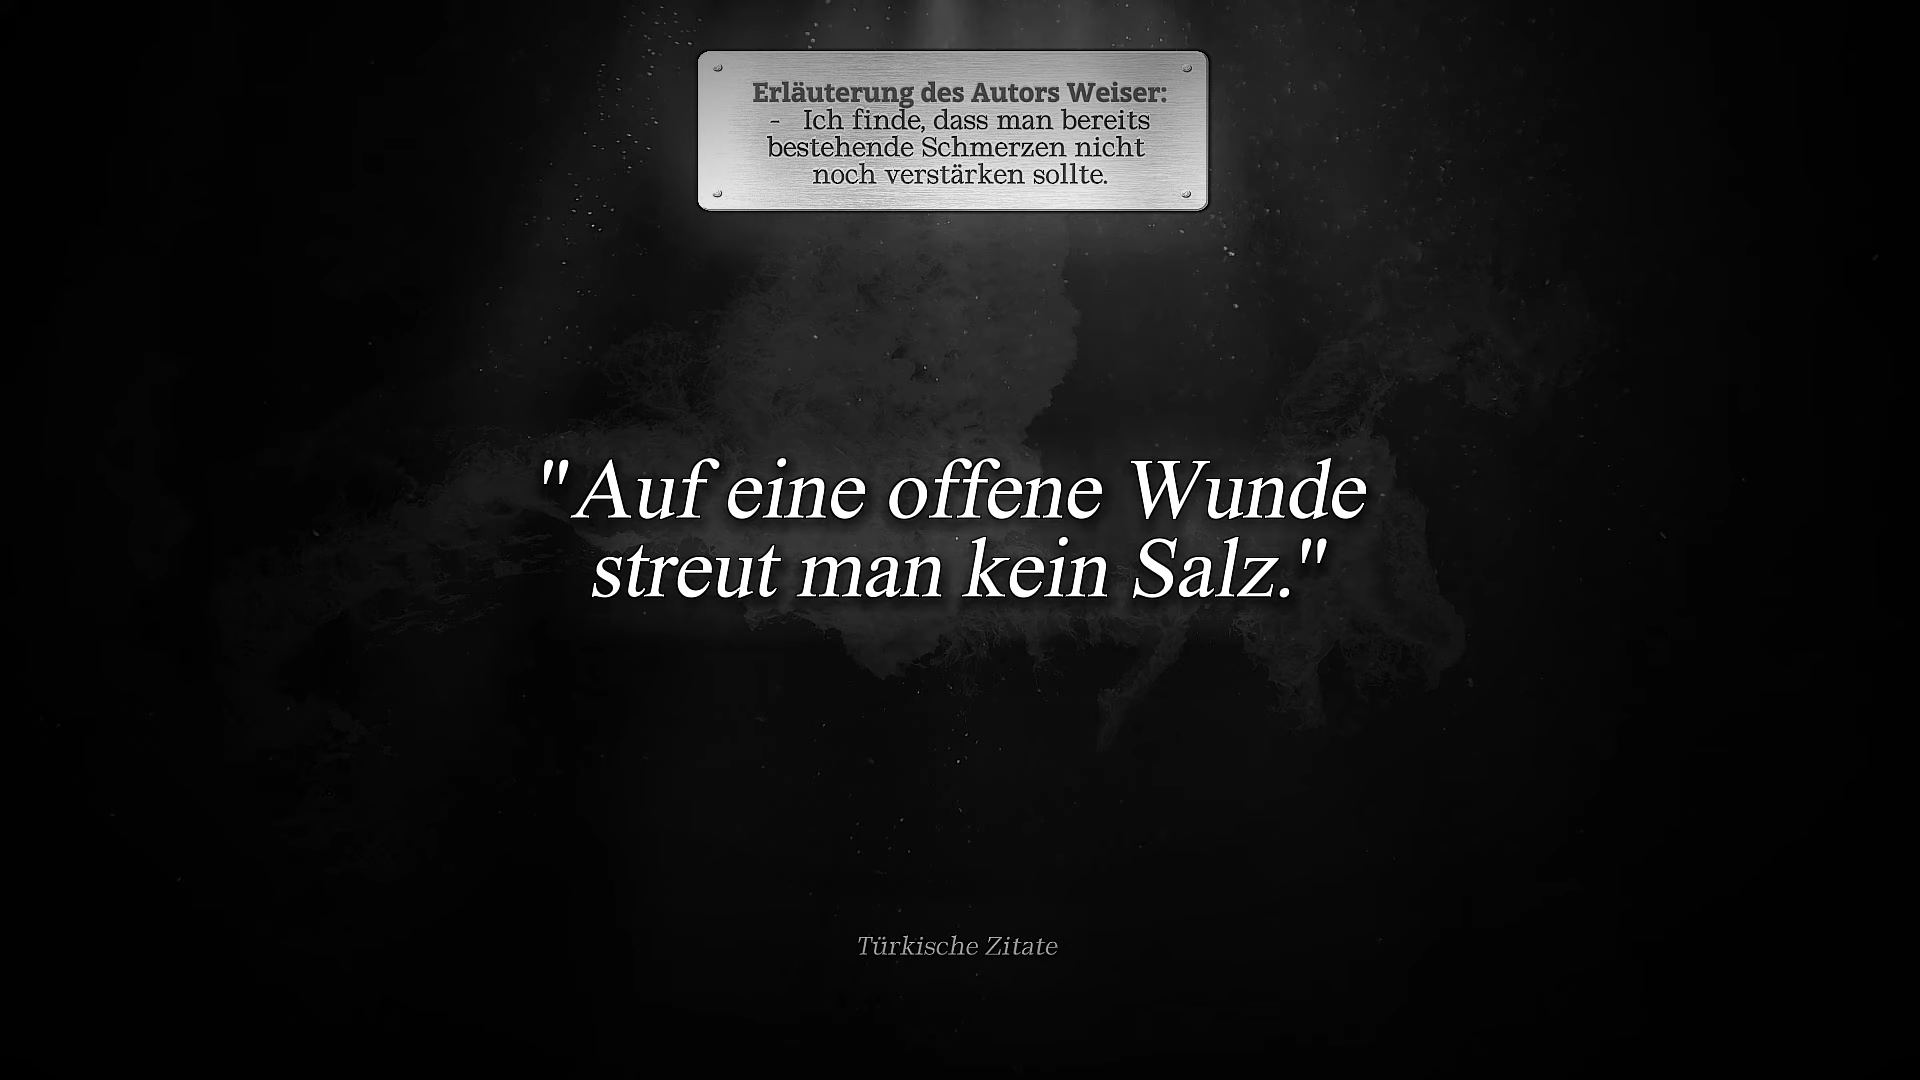 Erläuterung des Autors Weiser:
- Ich finde, dass man bereits
bestehende Schmerzen nicht
noch verstärken sollte.
"Auf eine offene Wunde
streut man kein Salz."
Türkische Zitate